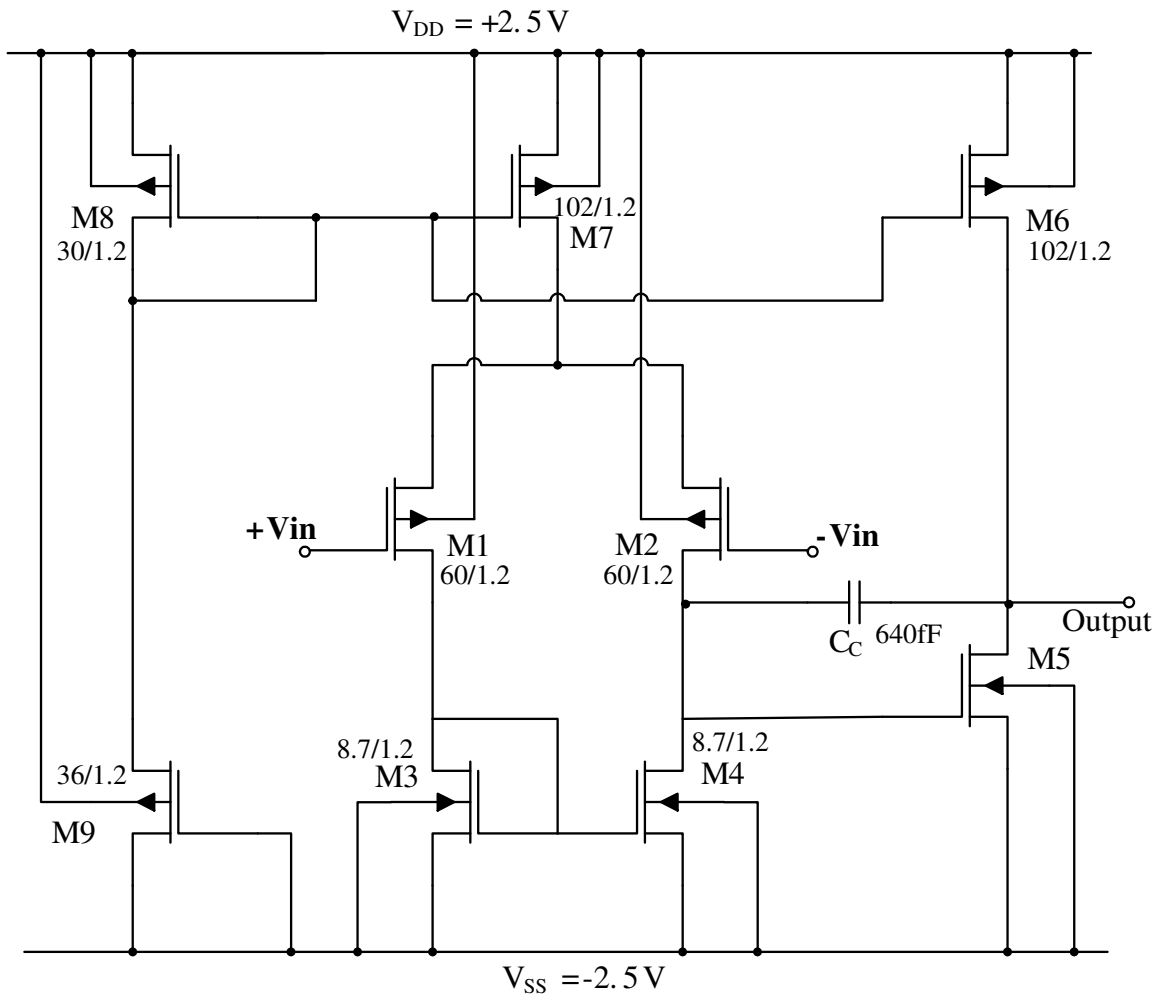 V_DD = +2.5 V
M8
30/1.2
102/1.2
M7
M6
102/1.2
+Vin
M1
60/1.2
M2
60/1.2
-Vin
C_C 640fF
Output
M5
36/1.2
M9
8.7/1.2
M3
8.7/1.2
M4
V_SS =-2.5 V